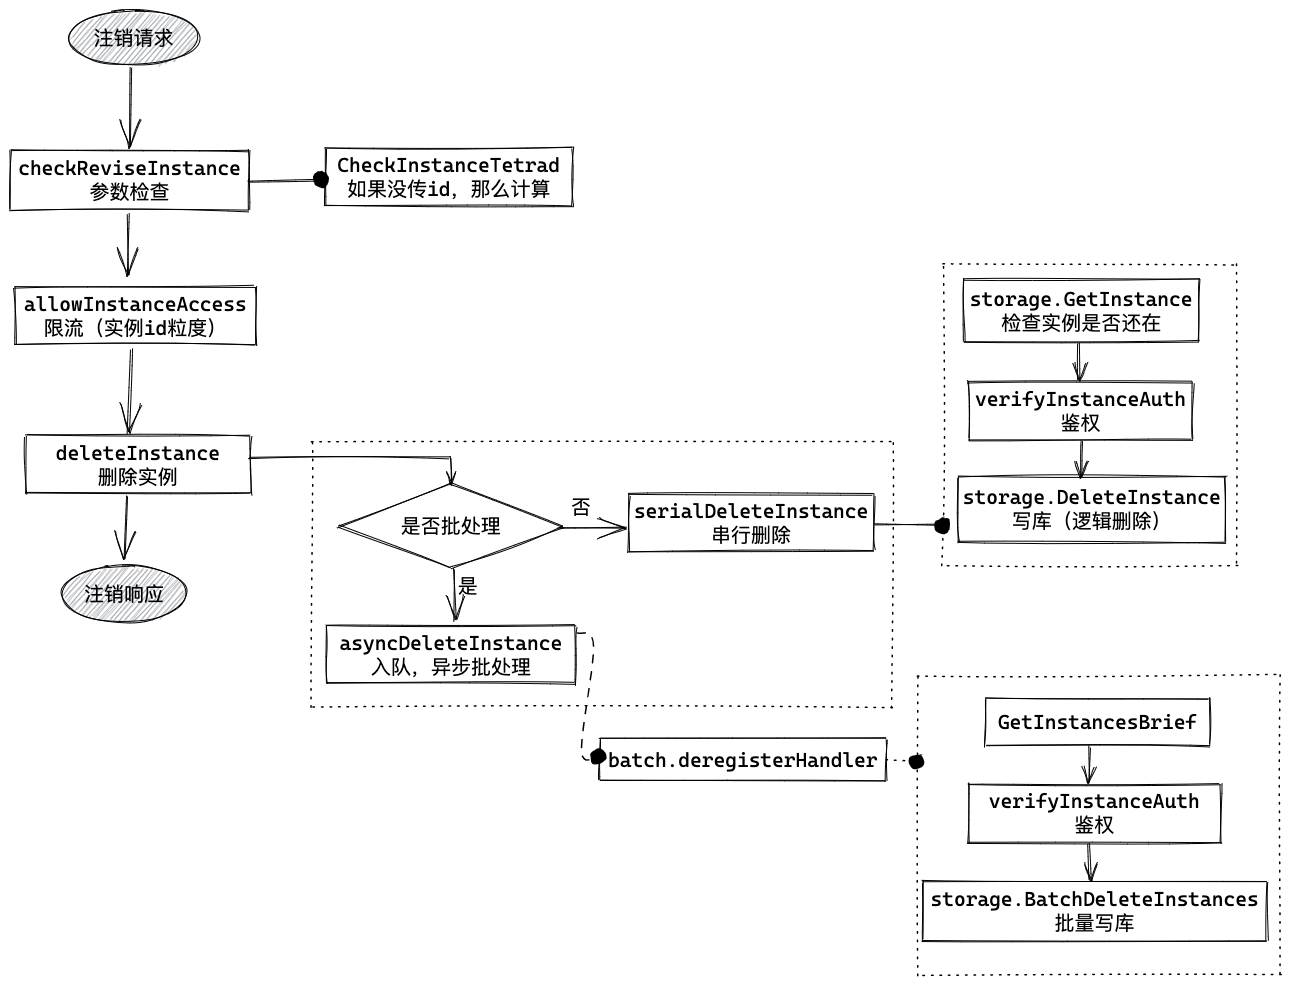 注销请求
checkReviseInstance
参数检查
CheckInstanceTetrad
如果没传id，那么计算
allowInstanceAccess
限流（实例id粒度）
deleteInstance
删除实例
注销响应
是否批处理
否
是
serialDeleteInstance
串行删除
asyncDeleteInstance
入队，异步批处理
storage.GetInstance
检查实例是否还在
verifyInstanceAuth
鉴权
storage.DeleteInstance
写库（逻辑删除）
batch.deregisterHandler
GetInstancesBrief
verifyInstanceAuth
鉴权
storage.BatchDeleteInstances
批量写库